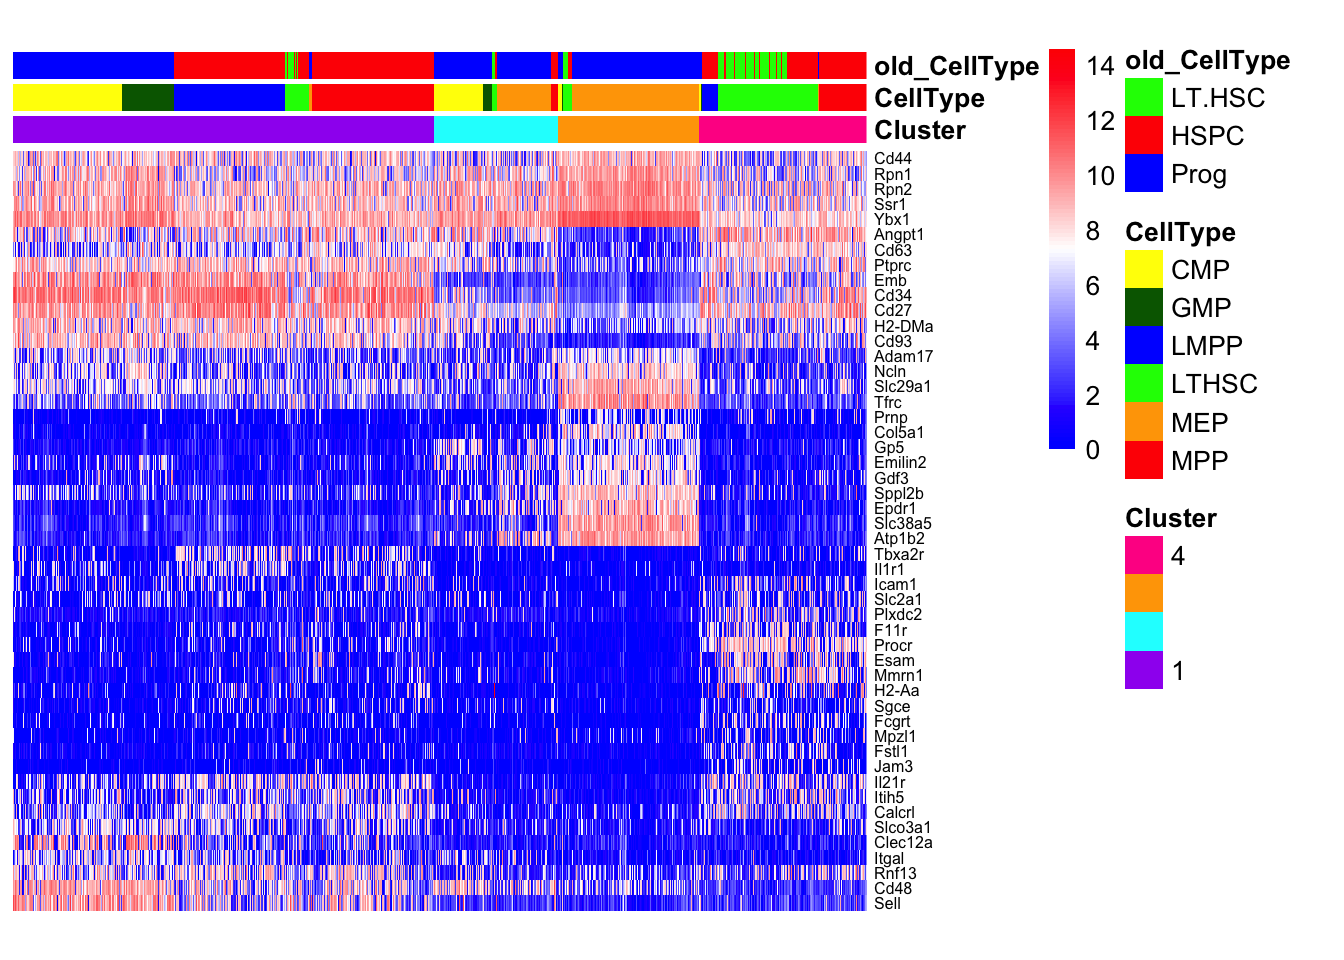 old_CellType
CellType
Cluster
Cd44
Rpn1
Rpn2
Ssr1
Ybx1
Angpt1
Cd63
Ptprc
Emb
Cd34
Cd27
H2-DMa
Cd93
Adam17
Ncln
Slc29a1
Tfrc
Prnp
Col5a1
Gp5
Emilin2
Gdf3
Sppl2b
Epdr1
Slc38a5
Atp1b2
Tbxa2r
Il1r1
Icam1
Slc2a1
Plxdc2
F11r
Procr
Esam
Mmrn1
H2-Aa
Sgce
Fcgrt
Mpzl1
Fstl1
Jam3
Il21r
Itih5
Calcrl
Slco3a1
Clec12a
Itgal
Rnf13
Cd48
Sell
14
12
10
8
6
4
2
0
old_CellType
LT.HSC
HSPC
Prog
CellType
CMP
GMP
LMPP
LTHSC
MEP
MPP
Cluster
4
1